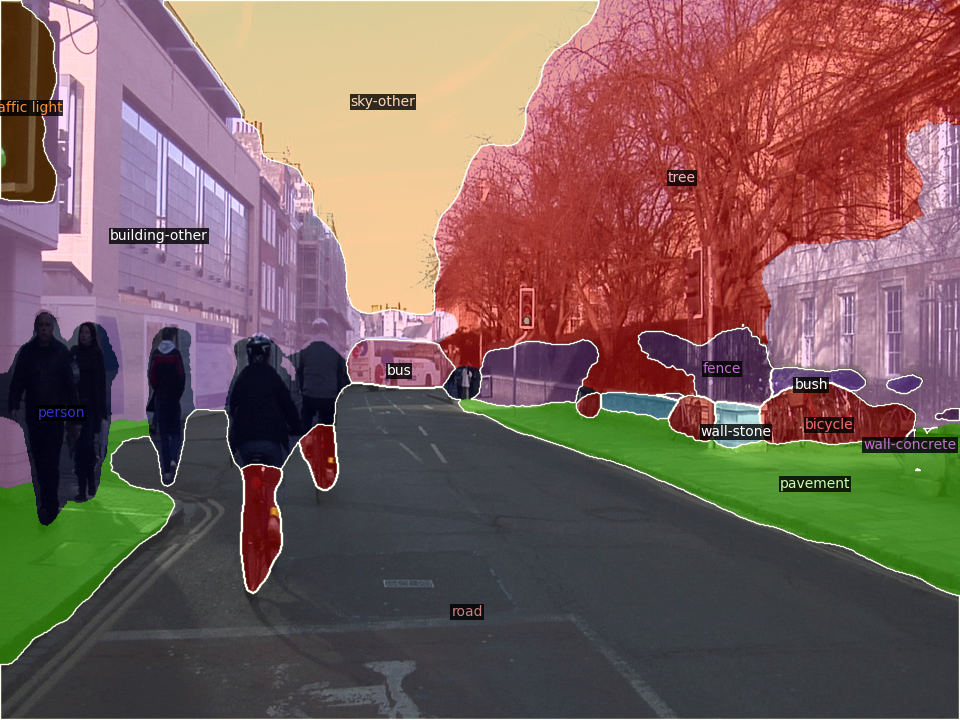 sky-other
affic light
tree
building-other
fence
bus
bush
person
bicycle
wall-stone
wall-concrete
pavement
road